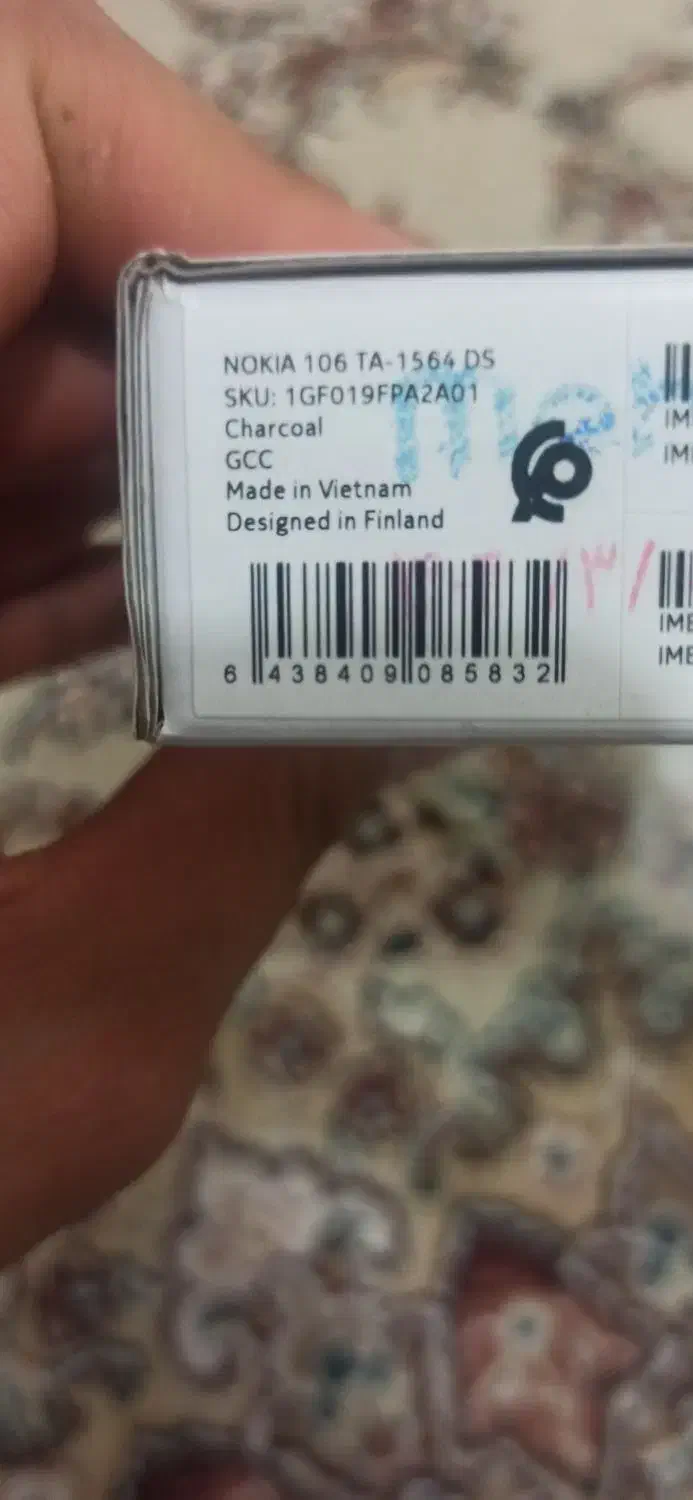 NOKIA 106 TA-1564 DS
SKU: 1GF019FPA2A01
Charcoal
GCC
Made in Vietnam
Designed in Finland
6 438409 085832